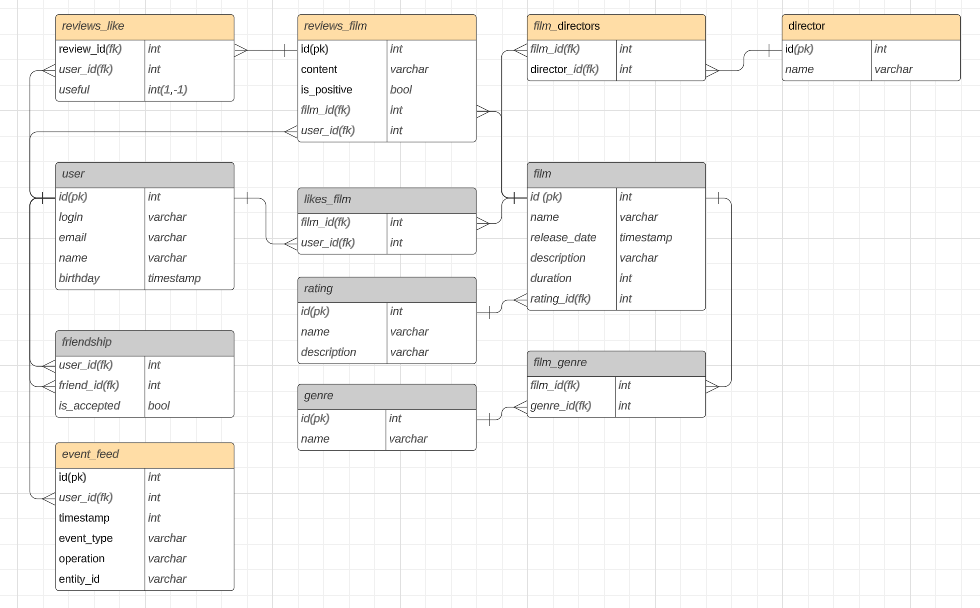 reviews_like
review_id(fk) int
user_id(fk) int
useful int(1,-1)
reviews_film
id(pk) int
content varchar
is_positive bool
film_id(fk) int
user_id(fk) int
film_directors
film_id(fk) int
director_id(fk) int
director
id(pk) int
name varchar
user
id(pk) int
login varchar
email varchar
name varchar
birthday timestamp
likes_film
film_id(fk) int
user_id(fk) int
film
id (pk) int
name varchar
release_date timestamp
description varchar
duration int
rating_id(fk) int
rating
id(pk) int
name varchar
description varchar
friendship
user_id(fk) int
friend_id(fk) int
is_accepted bool
genre
id(pk) int
name varchar
film_genre
film_id(fk) int
genre_id(fk) int
event_feed
id(pk) int
user_id(fk) int
timestamp int
event_type varchar
operation varchar
entity_id varchar